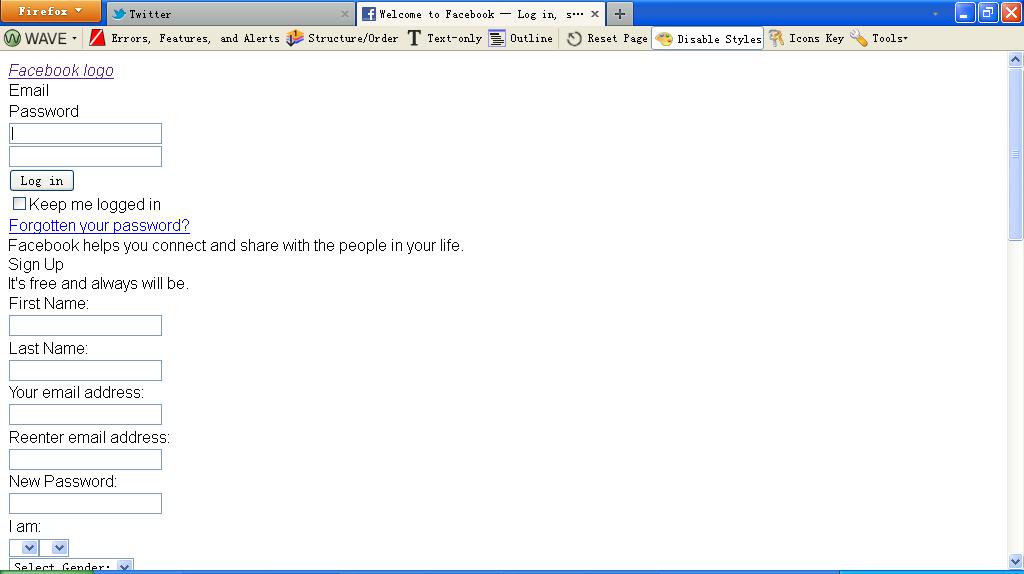 Firefox
Twitter
Welcome to Facebook — Log in, s...
WAVE
Errors, Features, and Alerts
Structure/Order
Text-only
Outline
Reset Page
Disable Styles
Icons Key
Tools
Facebook logo
Email
Password
Log in
Keep me logged in
Forgotten your password?
Facebook helps you connect and share with the people in your life.
Sign Up
It's free and always will be.
First Name:
Last Name:
Your email address:
Reenter email address:
New Password:
I am:
Select Gender: